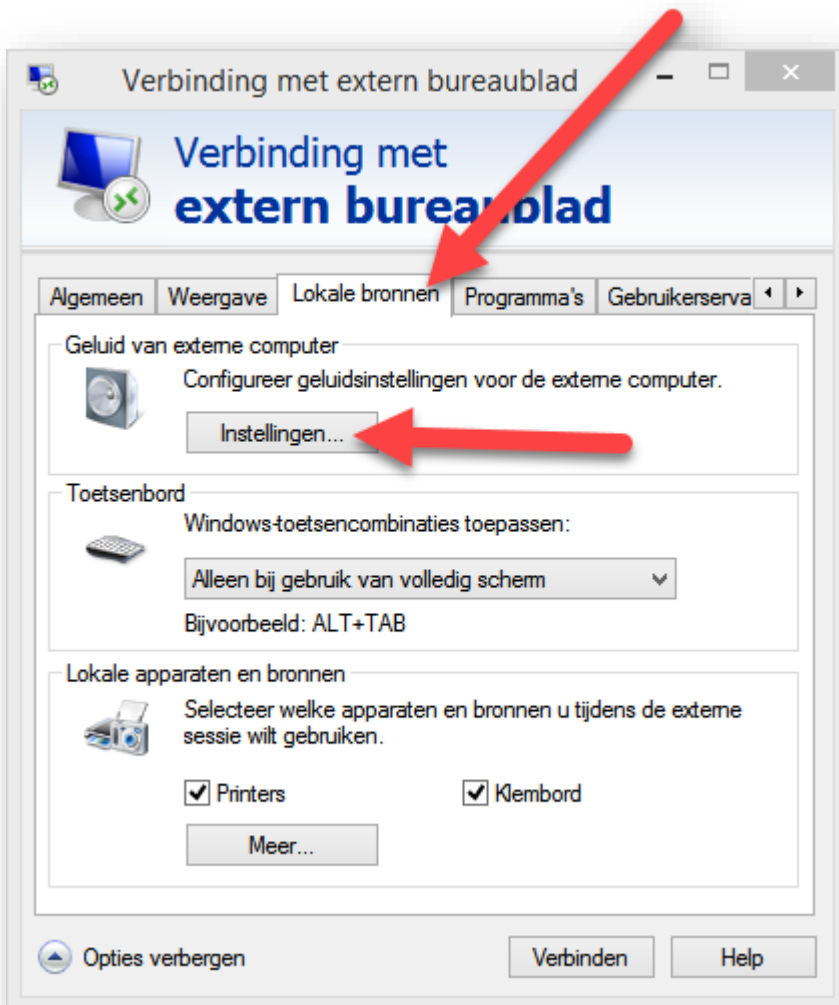 Verbinding met extern bureaublad
Verbinding met
extern bureaublad
Algemeen Weergave Lokale bronnen Programma's Gebruikerserva
Geluid van externe computer
Configureer geluidsinstellingen voor de externe computer.
Instellingen...
Toetsenbord
Windows-toetsencombinaties toepassen:
Alleen bij gebruik van volledig scherm
Bijvoorbeeld: ALT+TAB
Lokale apparaten en bronnen
Selecteer welke apparaten en bronnen u tijdens de externe
sessie wilt gebruiken.
Printers Klembord
Meer...
Opties verbergen Verbinden Help